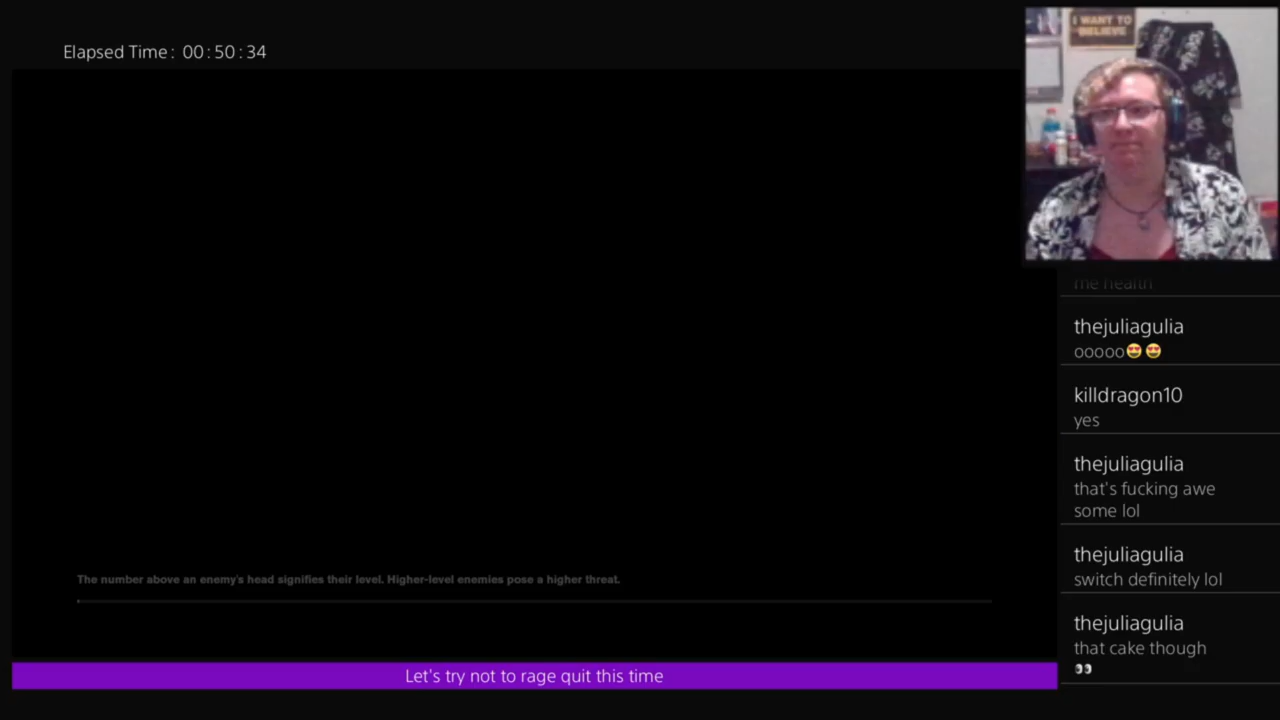 Elapsed Time: 00:50:34
I WANT TO
BELIEVE
me health
thejuliagulia
ooooo😍😍
killdragon10
yes
thejuliagulia
that's fucking awe
some lol
thejuliagulia
switch definitely lol
thejuliagulia
that cake though
👀
The number above an enemy's head signifies their level. Higher-level enemies pose a higher threat.
Let's try not to rage quit this time